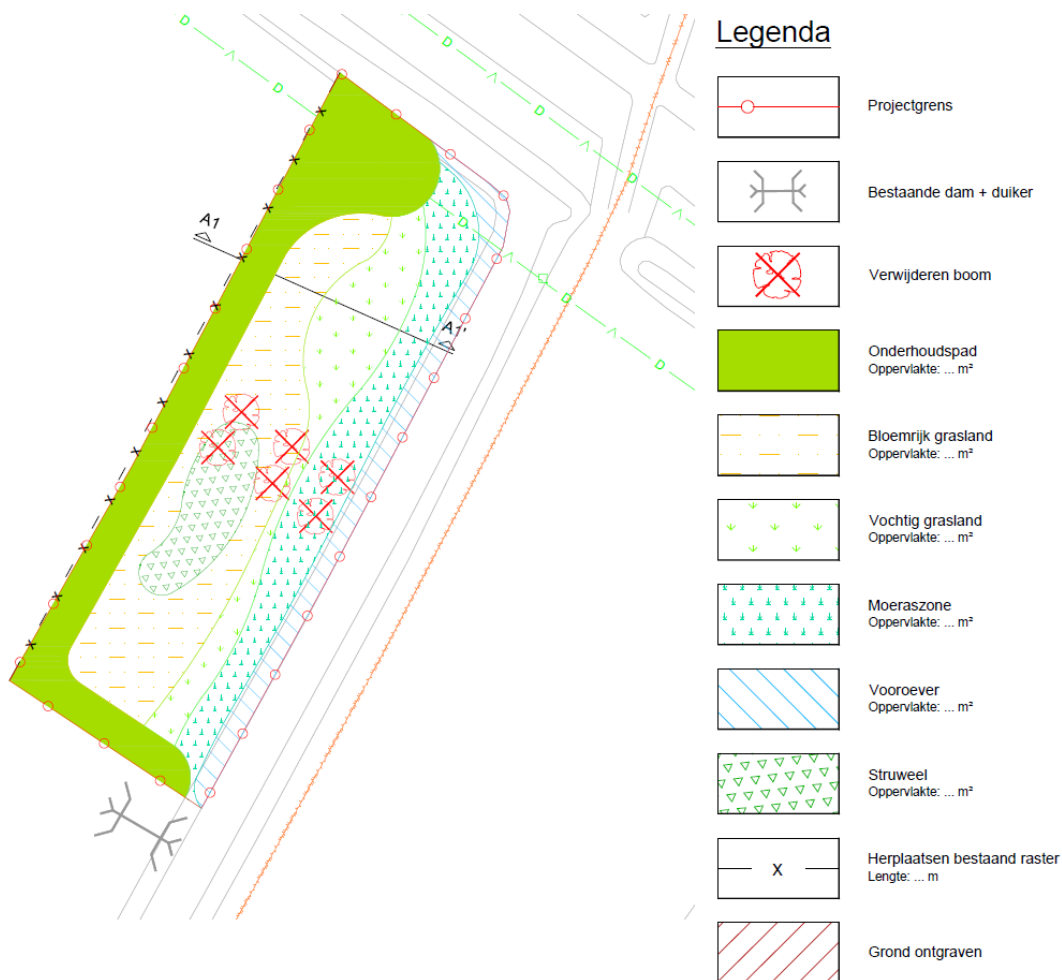 Legenda
Projectgrens
Bestaande dam + duiker
Verwijderen boom
Onderhoudspad
Oppervlakte: ... m²
Bloemrijk grasland
Oppervlakte: ... m²
Vochtig grasland
Oppervlakte: ... m²
Moeraszone
Oppervlakte: ... m²
Vooroever
Oppervlakte: ... m²
Struweel
Oppervlakte: ... m²
X
Herplaatsen bestaand raster
Lengte: ... m
Grond ontgraven
D
D
D
D
D
D
D
D
D
D
A1
A1'